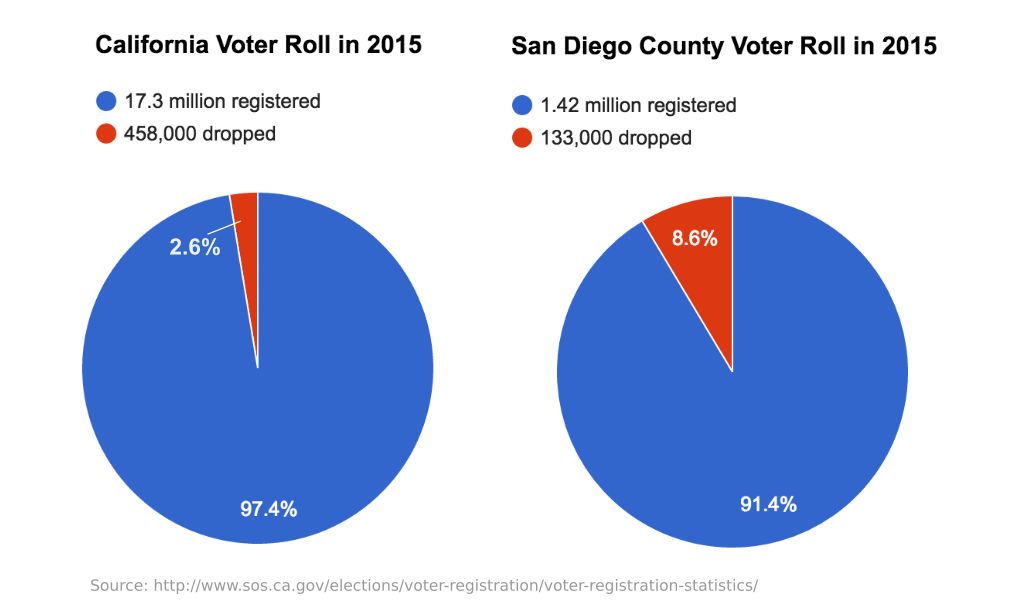 California Voter Roll in 2015
17.3 million registered
458,000 dropped
2.6%
97.4%
San Diego County Voter Roll in 2015
1.42 million registered
133,000 dropped
8.6%
91.4%
Source: http://www.sos.ca.gov/elections/voter-registration/voter-registration-statistics/